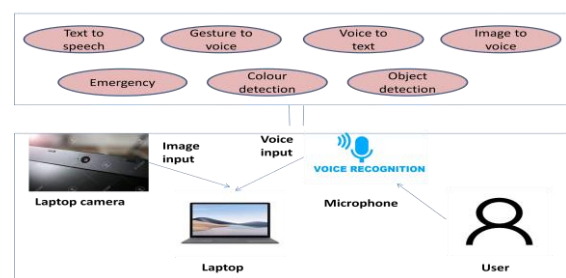 Text to
speech
Gesture to
voice
Voice to
text
Image to
voice
Emergency
Colour
detection
Object
detection
Image
input
Voice
input
VOICE RECOGNITION
Laptop camera
Microphone
Laptop
User